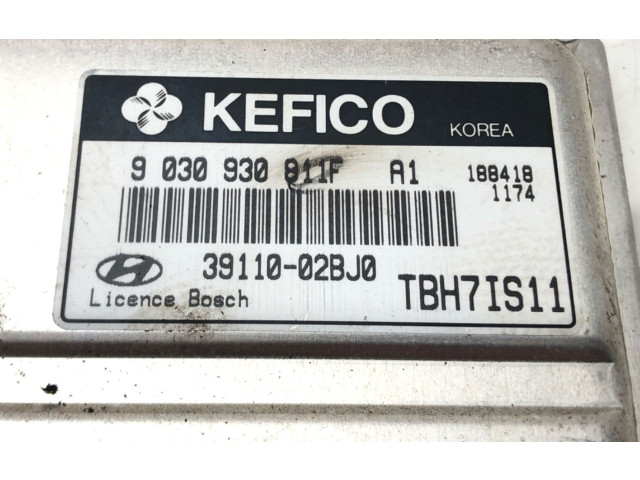 KEFICO KOREA
9 030 930 811F A1 188418
1174
39110-02BJ0
Licence Bosch TBH7IS11